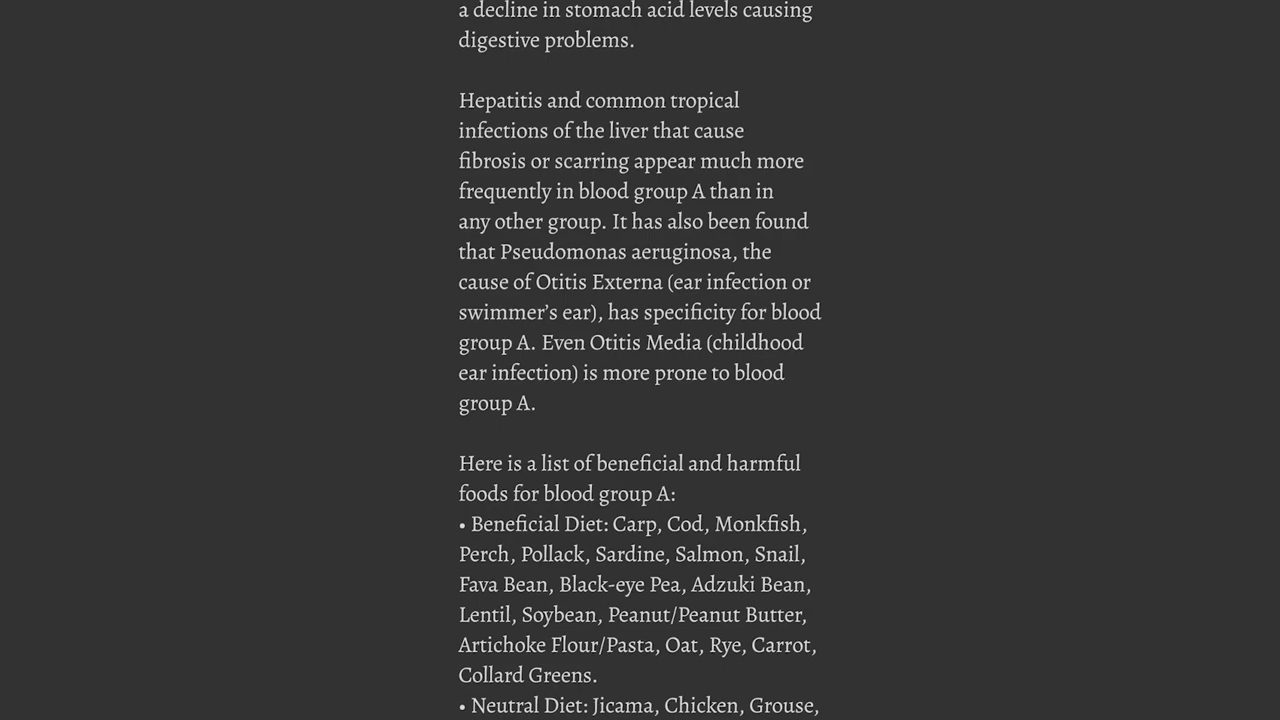 a decline in stomach acid levels causing
digestive problems.
Hepatitis and common tropical
infections of the liver that cause
fibrosis or scarring appear much more
frequently in blood group A than in
any other group. It has also been found
that Pseudomonas aeruginosa, the
cause of Otitis Externa (ear infection or
swimmer’s ear), has specificity for blood
group A. Even Otitis Media (childhood
ear infection) is more prone to blood
group A.
Here is a list of beneficial and harmful
foods for blood group A:
• Beneficial Diet: Carp, Cod, Monkfish,
Perch, Pollack, Sardine, Salmon, Snail,
Fava Bean, Black-eye Pea, Adzuki Bean,
Lentil, Soybean, Peanut/Peanut Butter,
Artichoke Flour/Pasta, Oat, Rye, Carrot,
Collard Greens.
• Neutral Diet: Jicama, Chicken, Grouse,